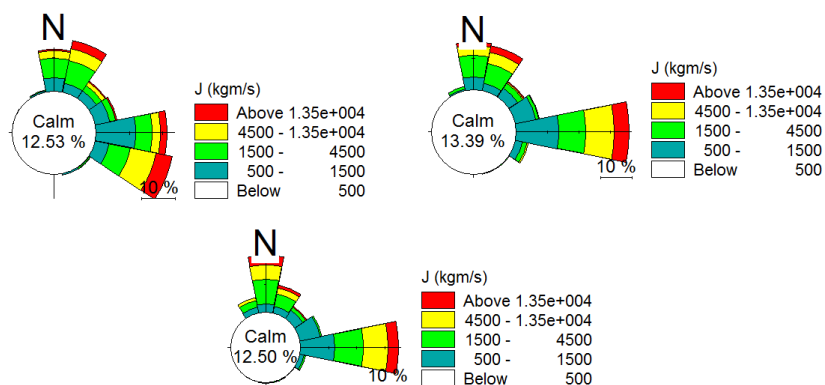 N
Calm
12.53 %
10 %
J (kgm/s)
Above 1.35e+004
4500 - 1.35e+004
1500 - 4500
500 - 1500
Below 500
N
Calm
13.39 %
10 %
J (kgm/s)
Above 1.35e+004
4500 - 1.35e+004
1500 - 4500
500 - 1500
Below 500
N
Calm
12.50 %
10 %
J (kgm/s)
Above 1.35e+004
4500 - 1.35e+004
1500 - 4500
500 - 1500
Below 500